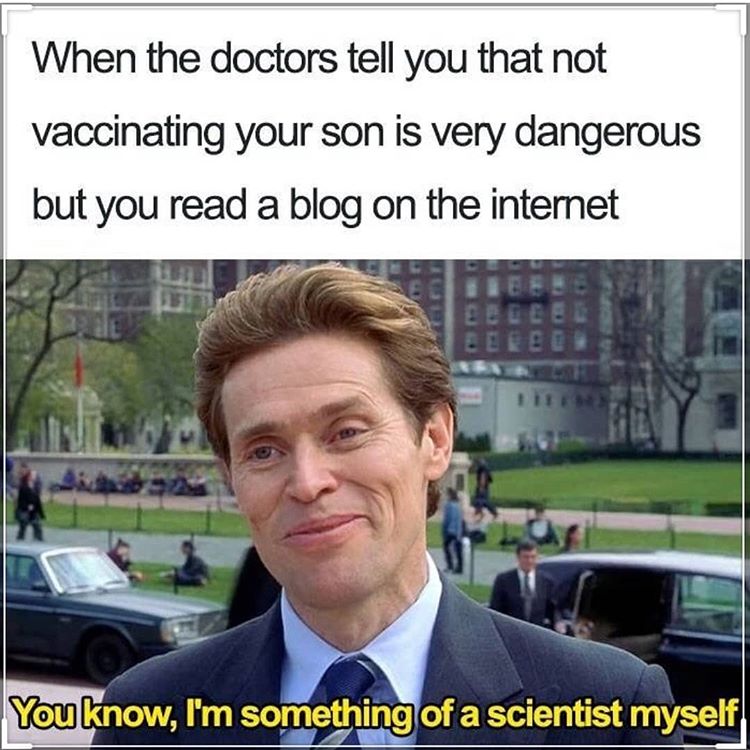 When the doctors tell you that not
vaccinating your son is very dangerous
but you read a blog on the internet
You know, I'm something of a scientist myself